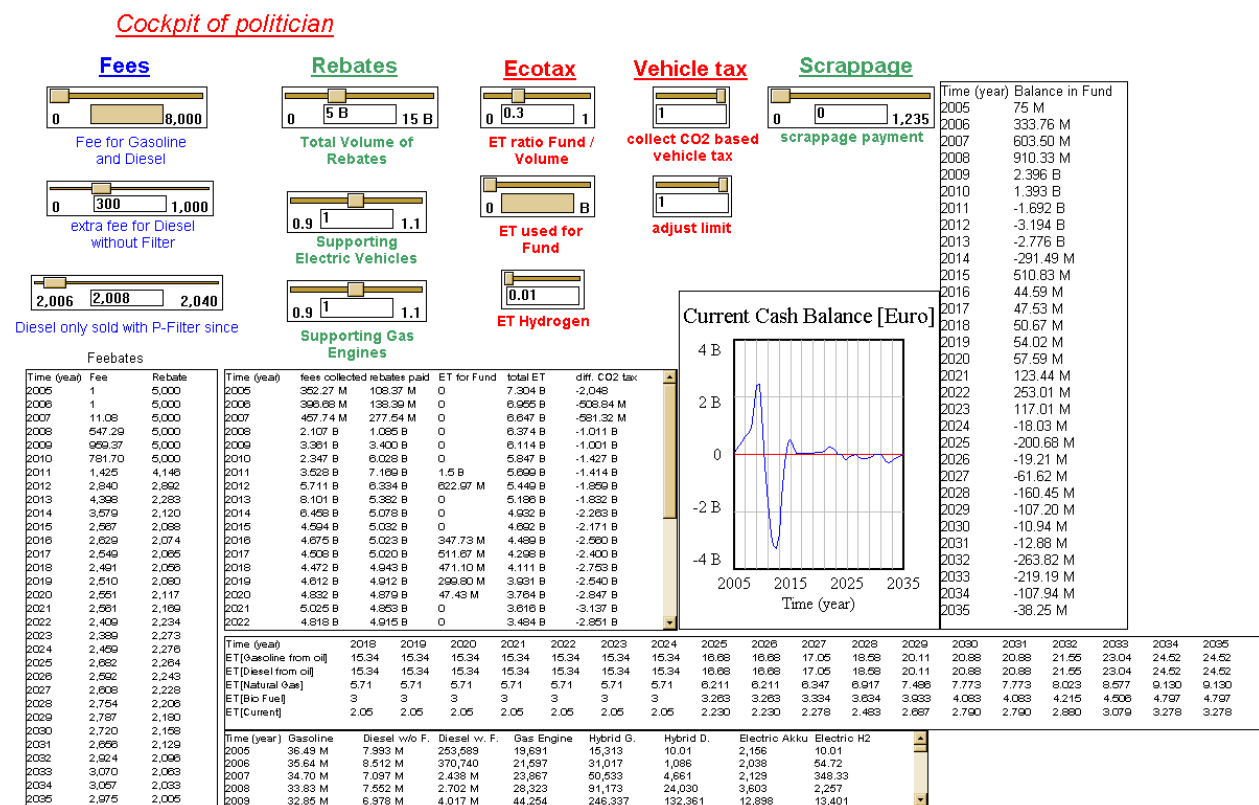 Cockpit of politician
Fees
0 8,000
Fee for Gasoline
and Diesel
0 300 1,000
extra fee for Diesel
without Filter
2,006 2,008 2,040
Diesel only sold with P-Filter since
Rebates
0 5 B 15 B
Total Volume of
Rebates
0.9 1 1.1
Supporting
Electric Vehicles
0.9 1 1.1
Supporting Gas
Engines
Ecotax
0 0.3 1
ET ratio Fund /
Volume
0 B
ET used for
Fund
0.01
ET Hydrogen
Vehicle tax
1
collect CO2 based
vehicle tax
1
adjust limit
Scrappage
0 0 1,235
scrappage payment
Time (year) Balance in Fund
2005 75 M
2006 333.76 M
2007 603.50 M
2008 910.33 M
2009 2.396 B
2010 1.393 B
2011 -1.692 B
2012 -3.194 B
2013 -2.776 B
2014 -291.49 M
2015 510.83 M
2016 44.59 M
2017 47.53 M
2018 50.67 M
2019 54.02 M
2020 57.59 M
2021 123.44 M
2022 253.01 M
2023 117.01 M
2024 -18.03 M
2025 -200.68 M
2026 -19.21 M
2027 -61.62 M
2028 -160.45 M
2029 -107.20 M
2030 -10.94 M
2031 -12.88 M
2032 -263.82 M
2033 -219.19 M
2034 -107.94 M
2035 -38.25 M
Current Cash Balance [Euro]
4 B
2 B
0
-2 B
-4 B
2005 2015 2025 2035
Time (year)
Feebates
Time (year) Fee Rebate
2005 1 5,000
2006 1 5,000
2007 11.08 5,000
2008 547.29 5,000
2009 959.37 5,000
2010 781.70 5,000
2011 1,425 4,146
2012 2,840 2,892
2013 4,398 2,283
2014 3,579 2,120
2015 2,567 2,088
2016 2,629 2,074
2017 2,549 2,065
2018 2,491 2,056
2019 2,510 2,080
2020 2,551 2,117
2021 2,561 2,169
2022 2,409 2,234
2023 2,389 2,273
2024 2,459 2,276
2025 2,682 2,264
2026 2,592 2,243
2027 2,608 2,228
2028 2,754 2,206
2029 2,787 2,180
2030 2,720 2,158
2031 2,656 2,129
2032 2,924 2,096
2033 3,070 2,063
2034 3,057 2,033
2035 2,975 2,005
Time (year) fees collected rebates paid ET for Fund total ET diff. CO2 tax
2005 352.27 M 108.37 M 0 7.304 B -2,048
2006 396.68 M 138.39 M 0 6.955 B -508.84 M
2007 457.74 M 277.54 M 0 6.647 B -581.32 M
2008 2.107 B 1.085 B 0 6.374 B -1.011 B
2009 3.361 B 3.400 B 0 6.114 B -1.001 B
2010 2.347 B 6.028 B 0 5.847 B -1.427 B
2011 3.528 B 7.169 B 1.5 B 5.699 B -1.414 B
2012 5.711 B 6.334 B 622.97 M 5.449 B -1.859 B
2013 8.101 B 5.382 B 0 5.186 B -1.832 B
2014 6.458 B 5.078 B 0 4.932 B -2.263 B
2015 4.594 B 5.032 B 0 4.692 B -2.171 B
2016 4.675 B 5.023 B 347.73 M 4.489 B -2.560 B
2017 4.508 B 5.020 B 511.67 M 4.298 B -2.400 B
2018 4.472 B 4.943 B 471.10 M 4.111 B -2.753 B
2019 4.612 B 4.912 B 299.80 M 3.931 B -2.540 B
2020 4.832 B 4.879 B 47.43 M 3.764 B -2.847 B
2021 5.025 B 4.853 B 0 3.616 B -3.137 B
2022 4.818 B 4.915 B 0 3.484 B -2.851 B
Time (year) 2018 2019 2020 2021 2022 2023 2024 2025 2026 2027 2028 2029 2030 2031 2032 2033 2034 2035
ET[Gasoline from oil] 15.34 15.34 15.34 15.34 15.34 15.34 15.34 16.68 16.68 17.05 18.58 20.11 20.88 20.88 21.55 23.04 24.52 24.52
ET[Diesel from oil] 15.34 15.34 15.34 15.34 15.34 15.34 15.34 16.68 16.68 17.05 18.58 20.11 20.88 20.88 21.55 23.04 24.52 24.52
ET[Natural Gas] 5.71 5.71 5.71 5.71 5.71 5.71 5.71 6.211 6.211 6.347 6.917 7.486 7.773 7.773 8.023 8.577 9.130 9.130
ET[Bio Fuel] 3 3 3 3 3 3 3 3.263 3.263 3.334 3.634 3.933 4.083 4.083 4.215 4.506 4.797 4.797
ET[Current] 2.05 2.05 2.05 2.05 2.05 2.05 2.05 2.230 2.230 2.278 2.483 2.687 2.790 2.790 2.880 3.079 3.278 3.278
Time (year) Gasoline Diesel w/o F. Diesel w. F. Gas Engine Hybrid G. Hybrid D. Electric Akku Electric H2
2005 36.49 M 7.993 M 253,589 19,691 15,313 10.01 2,156 10.01
2006 35.64 M 8.512 M 370,740 21,597 31,017 1,086 2,038 54.72
2007 34.70 M 7.097 M 2.438 M 23,867 50,533 4,661 2,129 348.33
2008 33.83 M 7.552 M 2.702 M 28,323 91,173 24,030 3,603 2,257
2009 32.85 M 6.978 M 4.017 M 44,254 246,337 132,361 12,898 13,401